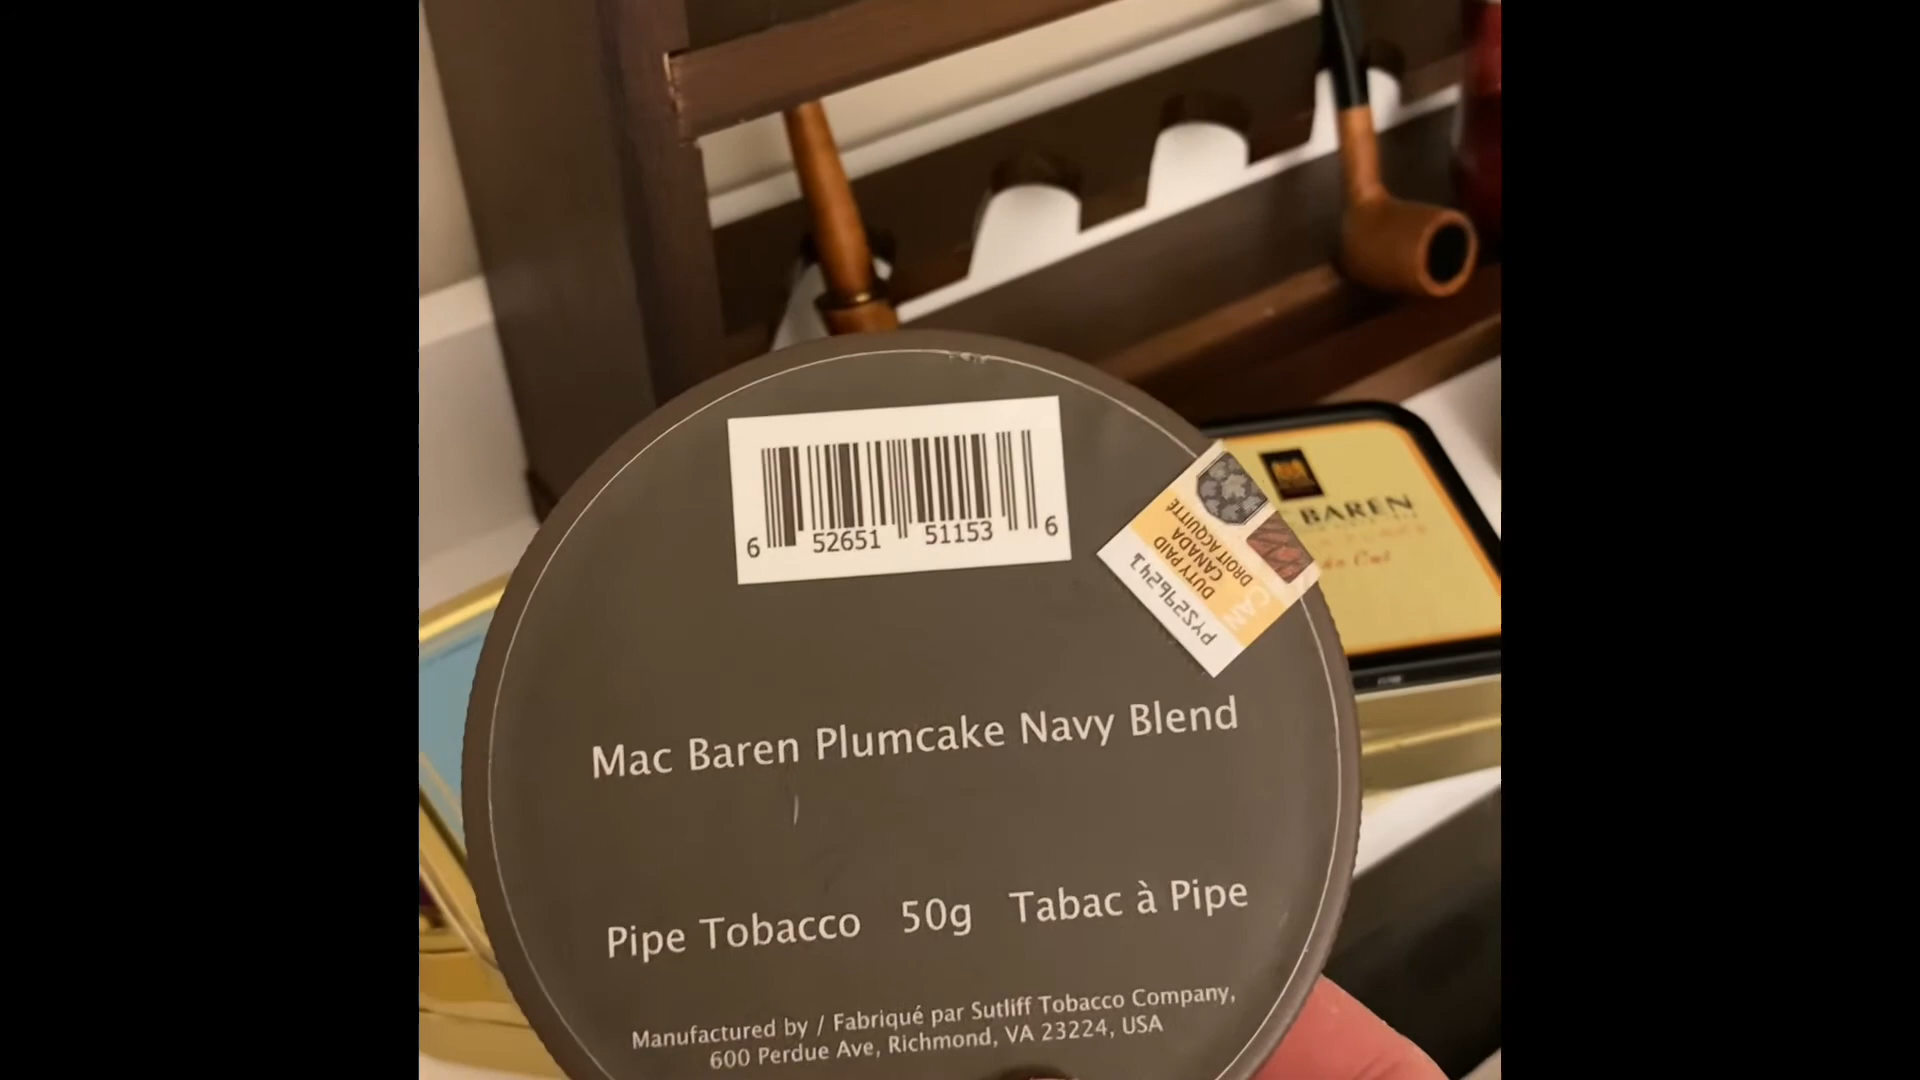 6 52651 51153 6
DUTY PAID
CANADA
DROIT ACQUITTÉ
CAN
PYS296241
BAREN
Mac Baren Plumcake Navy Blend
Pipe Tobacco 50g Tabac à Pipe
Manufactured by / Fabriqué par Sutliff Tobacco Company,
600 Perdue Ave, Richmond, VA 23224, USA